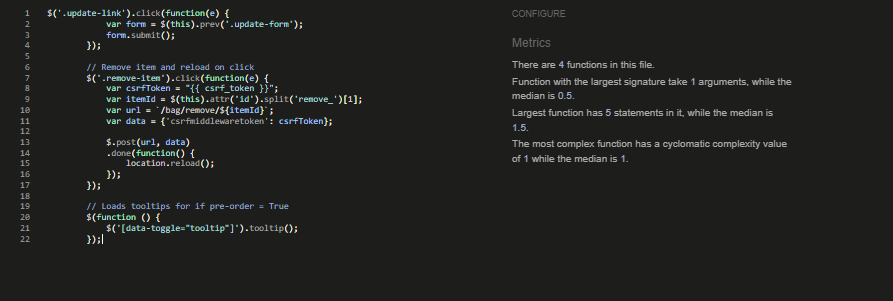 1 $('.update-link').click(function(e) {
2 var form = $(this).prev('.update-form');
3 form.submit();
4 });
5
6 // Remove item and reload on click
7 $('.remove-item').click(function(e) {
8 var csrfToken = "{{ csrf_token }}";
9 var itemId = $(this).attr('id').split('remove_')[1];
10 var url = `/bag/remove/${itemId}`;
11 var data = {'csrfmiddlewaretoken': csrfToken};
12
13 $.post(url, data)
14 .done(function() {
15 location.reload();
16 });
17 });
18
19 // Loads tooltips for if pre-order = True
20 $(function () {
21 $('[data-toggle="tooltip"]').tooltip();
22 });
CONFIGURE
Metrics
There are 4 functions in this file.
Function with the largest signature take 1 arguments, while the
median is 0.5.
Largest function has 5 statements in it, while the median is
1.5.
The most complex function has a cyclomatic complexity value
of 1 while the median is 1.